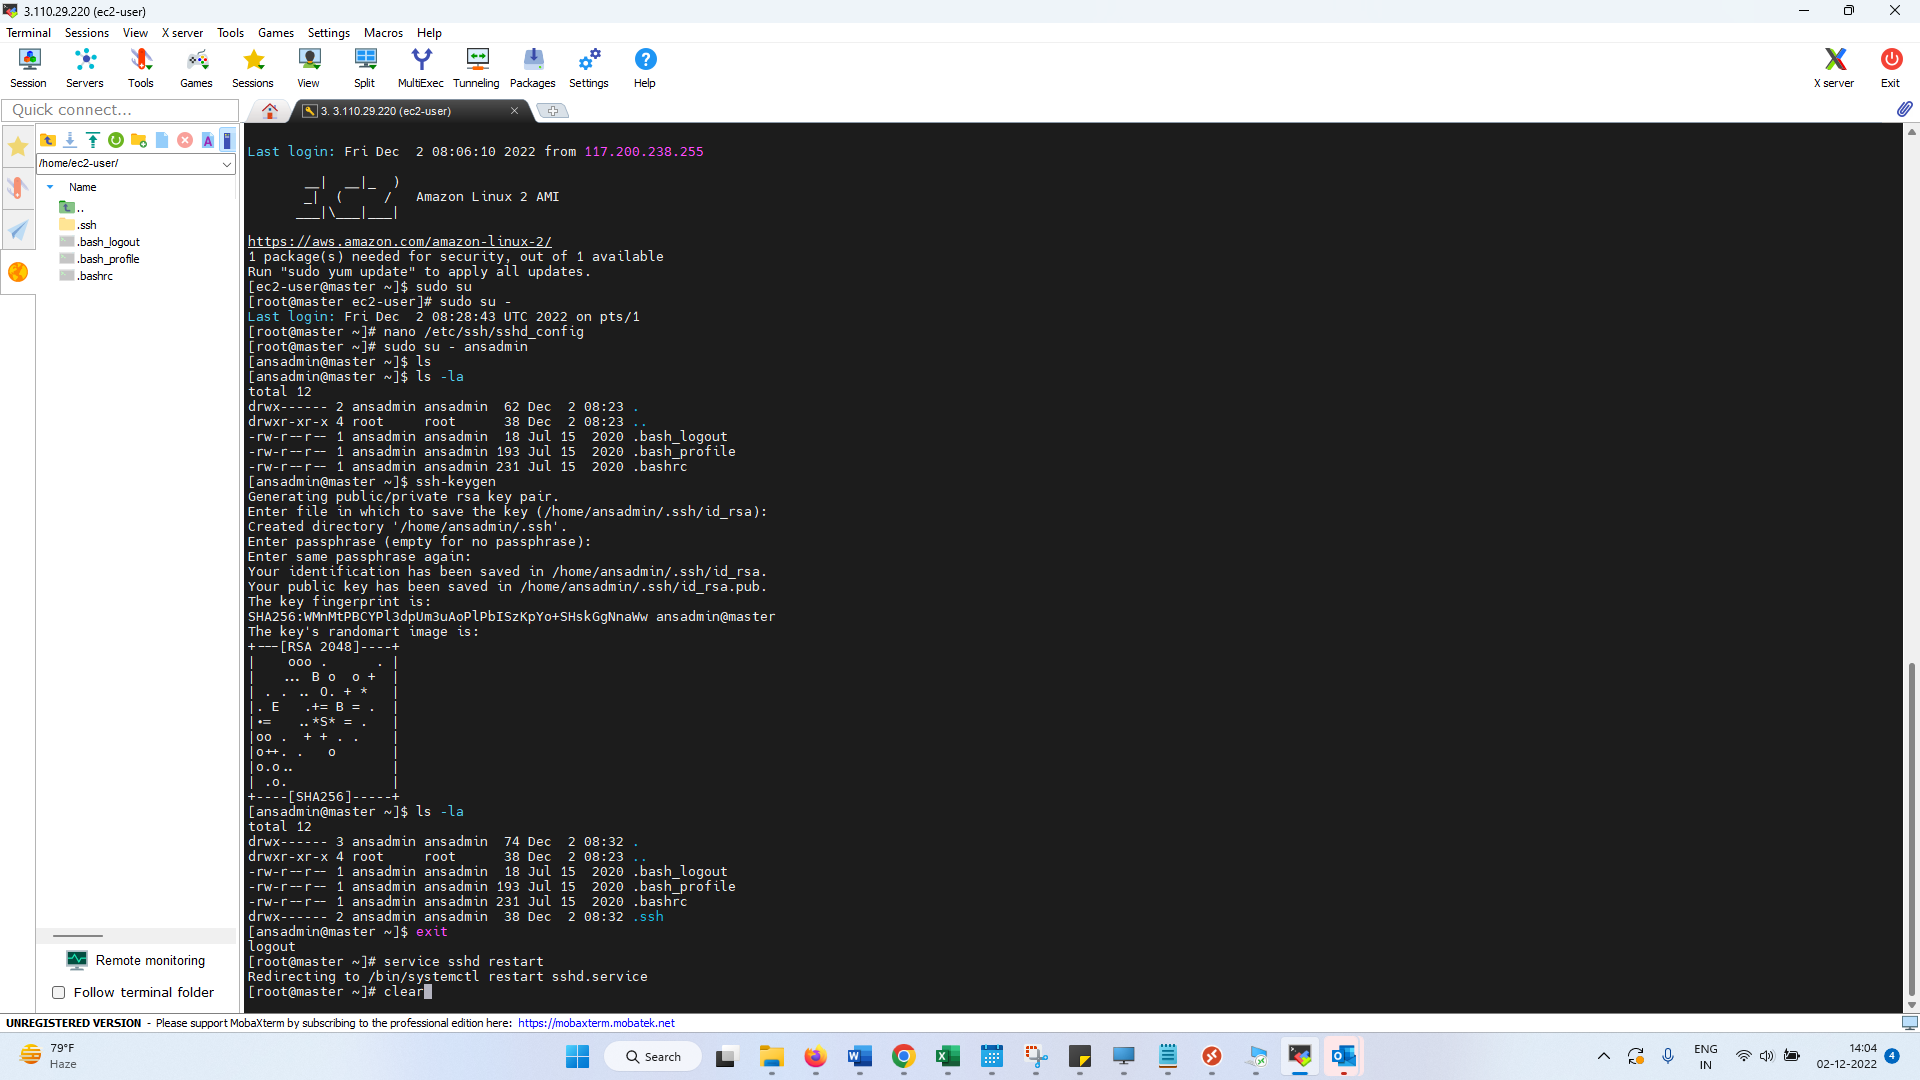 3.110.29.220 (ec2-user)
Terminal Sessions View X server Tools Games Settings Macros Help
Session Servers Tools Games Sessions View Split MultiExec Tunneling Packages Settings Help X server Exit
Quick connect...
3. 3.110.29.220 (ec2-user)
/home/ec2-user/
Name
..
.ssh
.bash_logout
.bash_profile
.bashrc
Remote monitoring
Follow terminal folder
Last login: Fri Dec  2 08:06:10 2022 from 117.200.238.255
       __|  __|_  )
       _|  (     /   Amazon Linux 2 AMI
      ___|\___|___|
https://aws.amazon.com/amazon-linux-2/
1 package(s) needed for security, out of 1 available
Run "sudo yum update" to apply all updates.
[ec2-user@master ~]$ sudo su
[root@master ec2-user]# sudo su -
Last login: Fri Dec  2 08:28:43 UTC 2022 on pts/1
[root@master ~]# nano /etc/ssh/sshd_config
[root@master ~]# sudo su - ansadmin
[ansadmin@master ~]$ ls
[ansadmin@master ~]$ ls -la
total 12
drwx------ 2 ansadmin ansadmin  62 Dec  2 08:23 .
drwxr-xr-x 4 root     root      38 Dec  2 08:23 ..
-rw-r--r-- 1 ansadmin ansadmin  18 Jul 15  2020 .bash_logout
-rw-r--r-- 1 ansadmin ansadmin 193 Jul 15  2020 .bash_profile
-rw-r--r-- 1 ansadmin ansadmin 231 Jul 15  2020 .bashrc
[ansadmin@master ~]$ ssh-keygen
Generating public/private rsa key pair.
Enter file in which to save the key (/home/ansadmin/.ssh/id_rsa):
Created directory '/home/ansadmin/.ssh'.
Enter passphrase (empty for no passphrase):
Enter same passphrase again:
Your identification has been saved in /home/ansadmin/.ssh/id_rsa.
Your public key has been saved in /home/ansadmin/.ssh/id_rsa.pub.
The key fingerprint is:
SHA256:WMnMtPBCYPl3dpUm3uAoPlPbISzKpYo+SHskGgNnaWw ansadmin@master
The key's randomart image is:
+---[RSA 2048]----+
|    ooo .      . |
|    ... B o  o +  |
| . . .. O. + *   |
|. E   .+= B = .  |
|.=   ..*S* = .   |
|oo .  + + . .    |
|o++. .   o       |
|o.o..            |
| .o.             |
+----[SHA256]-----+
[ansadmin@master ~]$ ls -la
total 12
drwx------ 3 ansadmin ansadmin  74 Dec  2 08:32 .
drwxr-xr-x 4 root     root      38 Dec  2 08:23 ..
-rw-r--r-- 1 ansadmin ansadmin  18 Jul 15  2020 .bash_logout
-rw-r--r-- 1 ansadmin ansadmin 193 Jul 15  2020 .bash_profile
-rw-r--r-- 1 ansadmin ansadmin 231 Jul 15  2020 .bashrc
drwx------ 2 ansadmin ansadmin  38 Dec  2 08:32 .ssh
[ansadmin@master ~]$ exit
logout
[root@master ~]# service sshd restart
Redirecting to /bin/systemctl restart sshd.service
[root@master ~]# clear
UNREGISTERED VERSION - Please support MobaXterm by subscribing to the professional edition here: https://mobaxterm.mobatek.net
79°F
Haze
Search
ENG
IN
14:04
02-12-2022
4